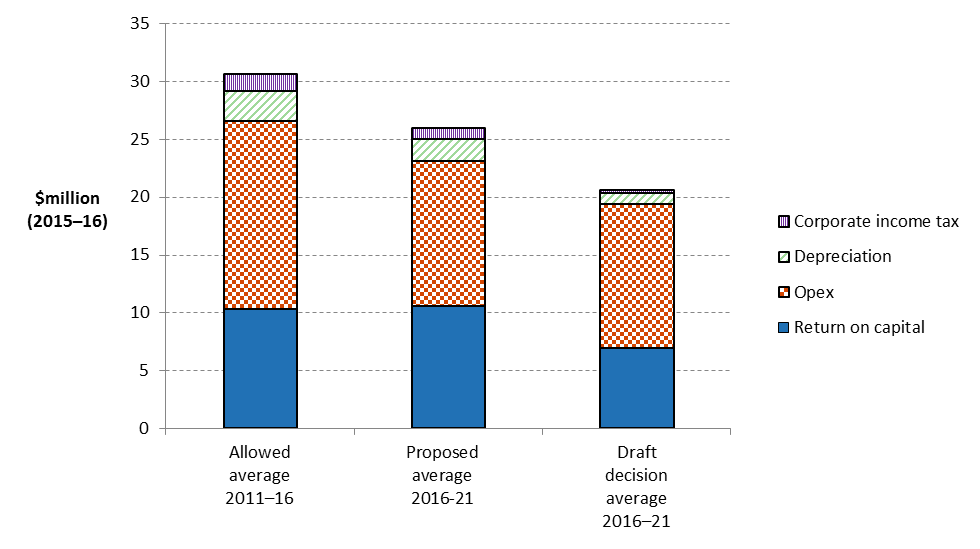 35
30
25
20
15
10
5
0
$million
(2015–16)
Allowed
average
2011–16
Proposed
average
2016-21
Draft
decision
average
2016–21
Corporate income tax
Depreciation
Opex
Return on capital